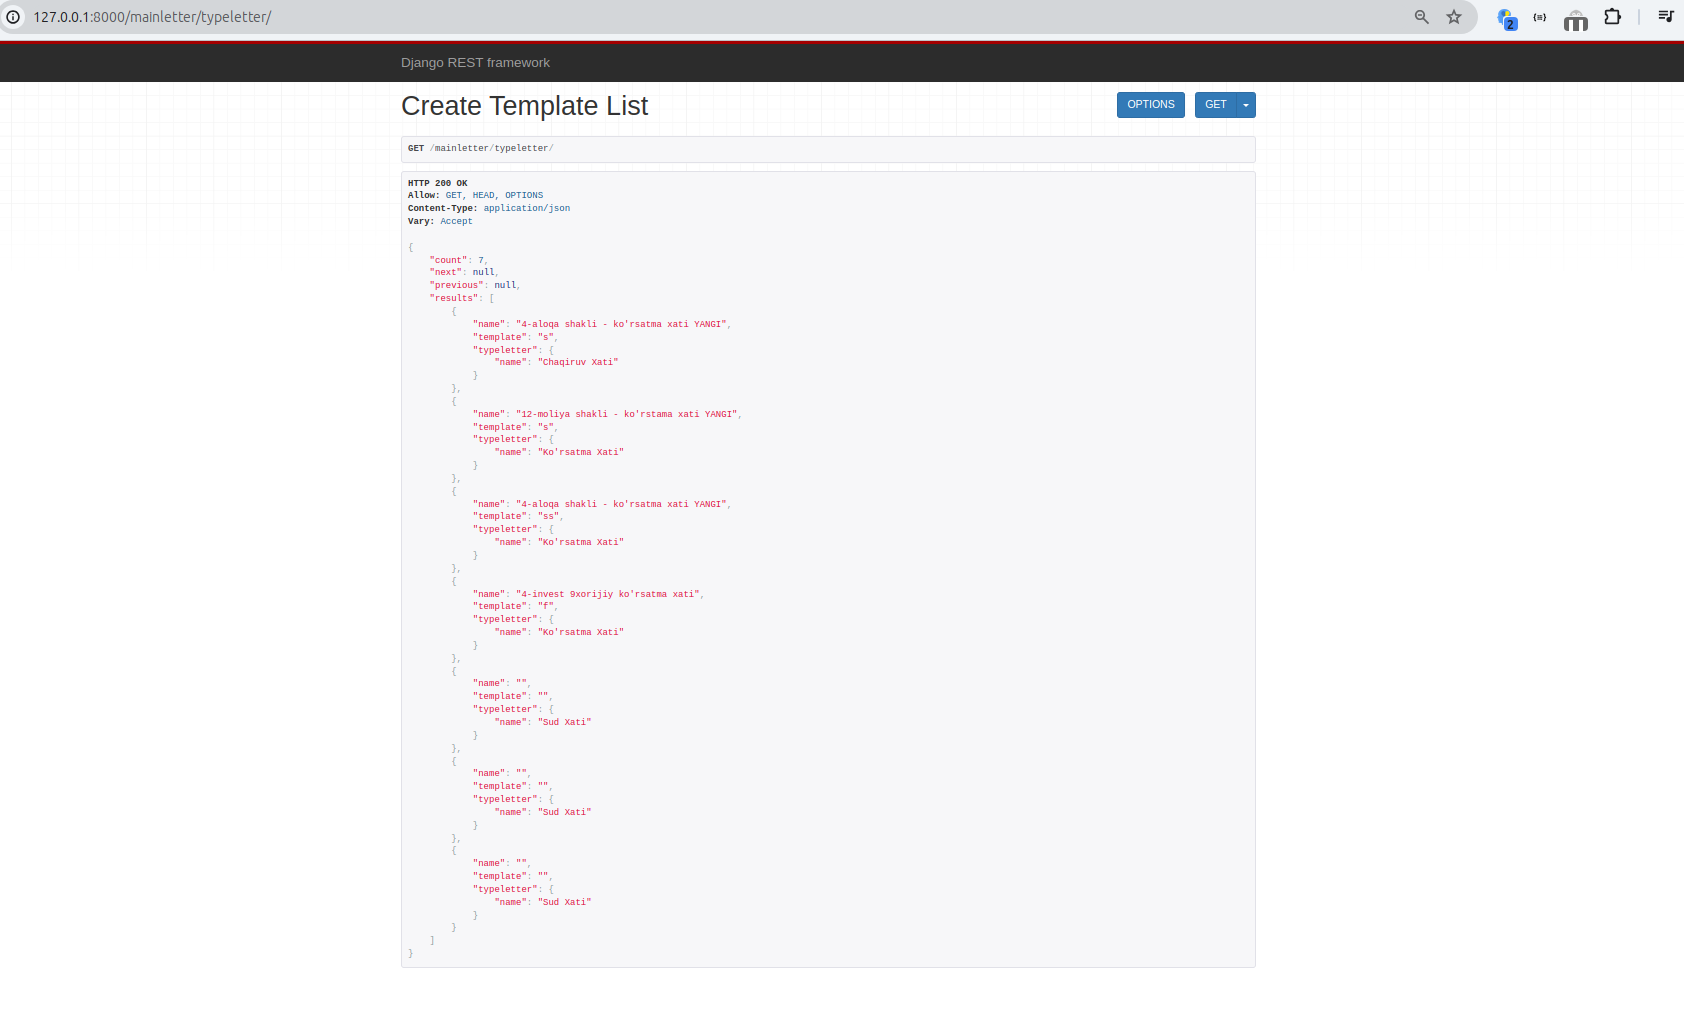 127.0.0.1:8000/mainletter/typeletter/
2
Django REST framework
Create Template List
OPTIONS
GET
GET /mainletter/typeletter/
HTTP 200 OK
Allow: GET, HEAD, OPTIONS
Content-Type: application/json
Vary: Accept
{
    "count": 7,
    "next": null,
    "previous": null,
    "results": [
        {
            "name": "4-aloqa shakli - ko'rsatma xati YANGI",
            "template": "s",
            "typeletter": {
                "name": "Chaqiruv Xati"
            }
        },
        {
            "name": "12-moliya shakli - ko'rstama xati YANGI",
            "template": "s",
            "typeletter": {
                "name": "Ko'rsatma Xati"
            }
        },
        {
            "name": "4-aloqa shakli - ko'rsatma xati YANGI",
            "template": "ss",
            "typeletter": {
                "name": "Ko'rsatma Xati"
            }
        },
        {
            "name": "4-invest 9xorijiy ko'rsatma xati",
            "template": "f",
            "typeletter": {
                "name": "Ko'rsatma Xati"
            }
        },
        {
            "name": "",
            "template": "",
            "typeletter": {
                "name": "Sud Xati"
            }
        },
        {
            "name": "",
            "template": "",
            "typeletter": {
                "name": "Sud Xati"
            }
        },
        {
            "name": "",
            "template": "",
            "typeletter": {
                "name": "Sud Xati"
            }
        }
    ]
}